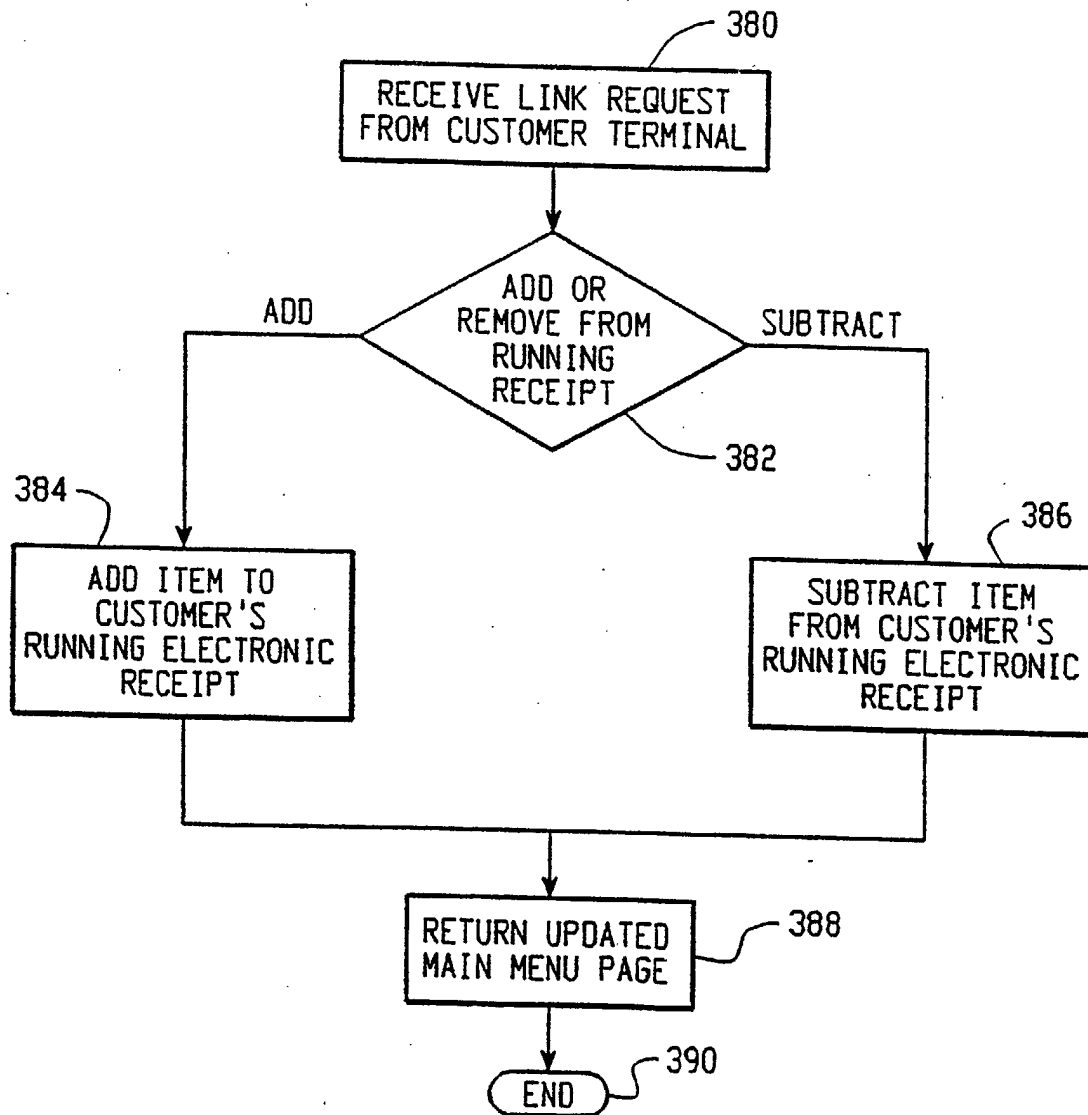 380
RECEIVE LINK REQUEST
FROM CUSTOMER TERMINAL
ADD OR
REMOVE FROM
RUNNING
RECEIPT
ADD
SUBTRACT
382
384
ADD ITEM TO
CUSTOMER'S
RUNNING ELECTRONIC
RECEIPT
386
SUBTRACT ITEM
FROM CUSTOMER'S
RUNNING ELECTRONIC
RECEIPT
RETURN UPDATED
MAIN MENU PAGE
388
END
390